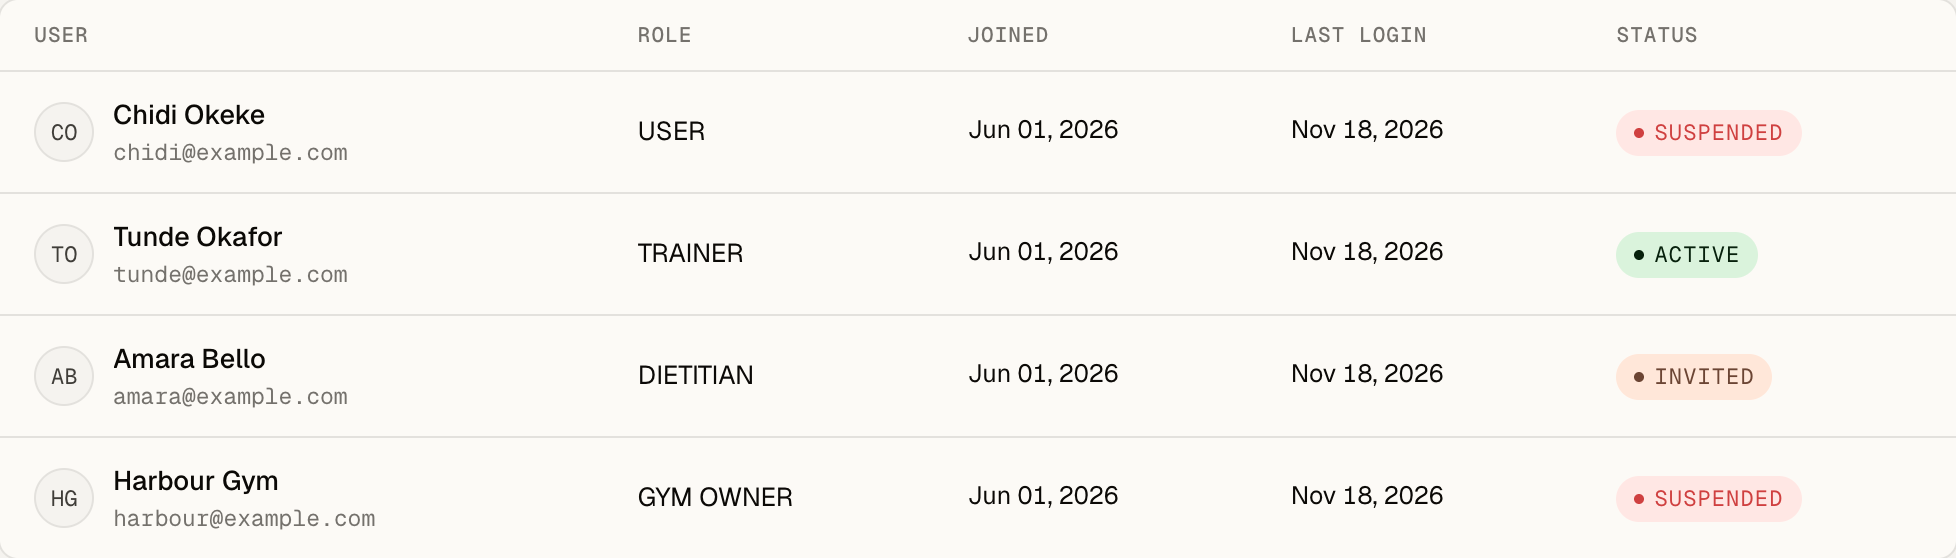 USER ROLE JOINED LAST LOGIN STATUS
CO Chidi Okeke USER Jun 01, 2026 Nov 18, 2026 SUSPENDED
chidi@example.com
TO Tunde Okafor TRAINER Jun 01, 2026 Nov 18, 2026 ACTIVE
tunde@example.com
AB Amara Bello DIETITIAN Jun 01, 2026 Nov 18, 2026 INVITED
amara@example.com
HG Harbour Gym GYM OWNER Jun 01, 2026 Nov 18, 2026 SUSPENDED
harbour@example.com